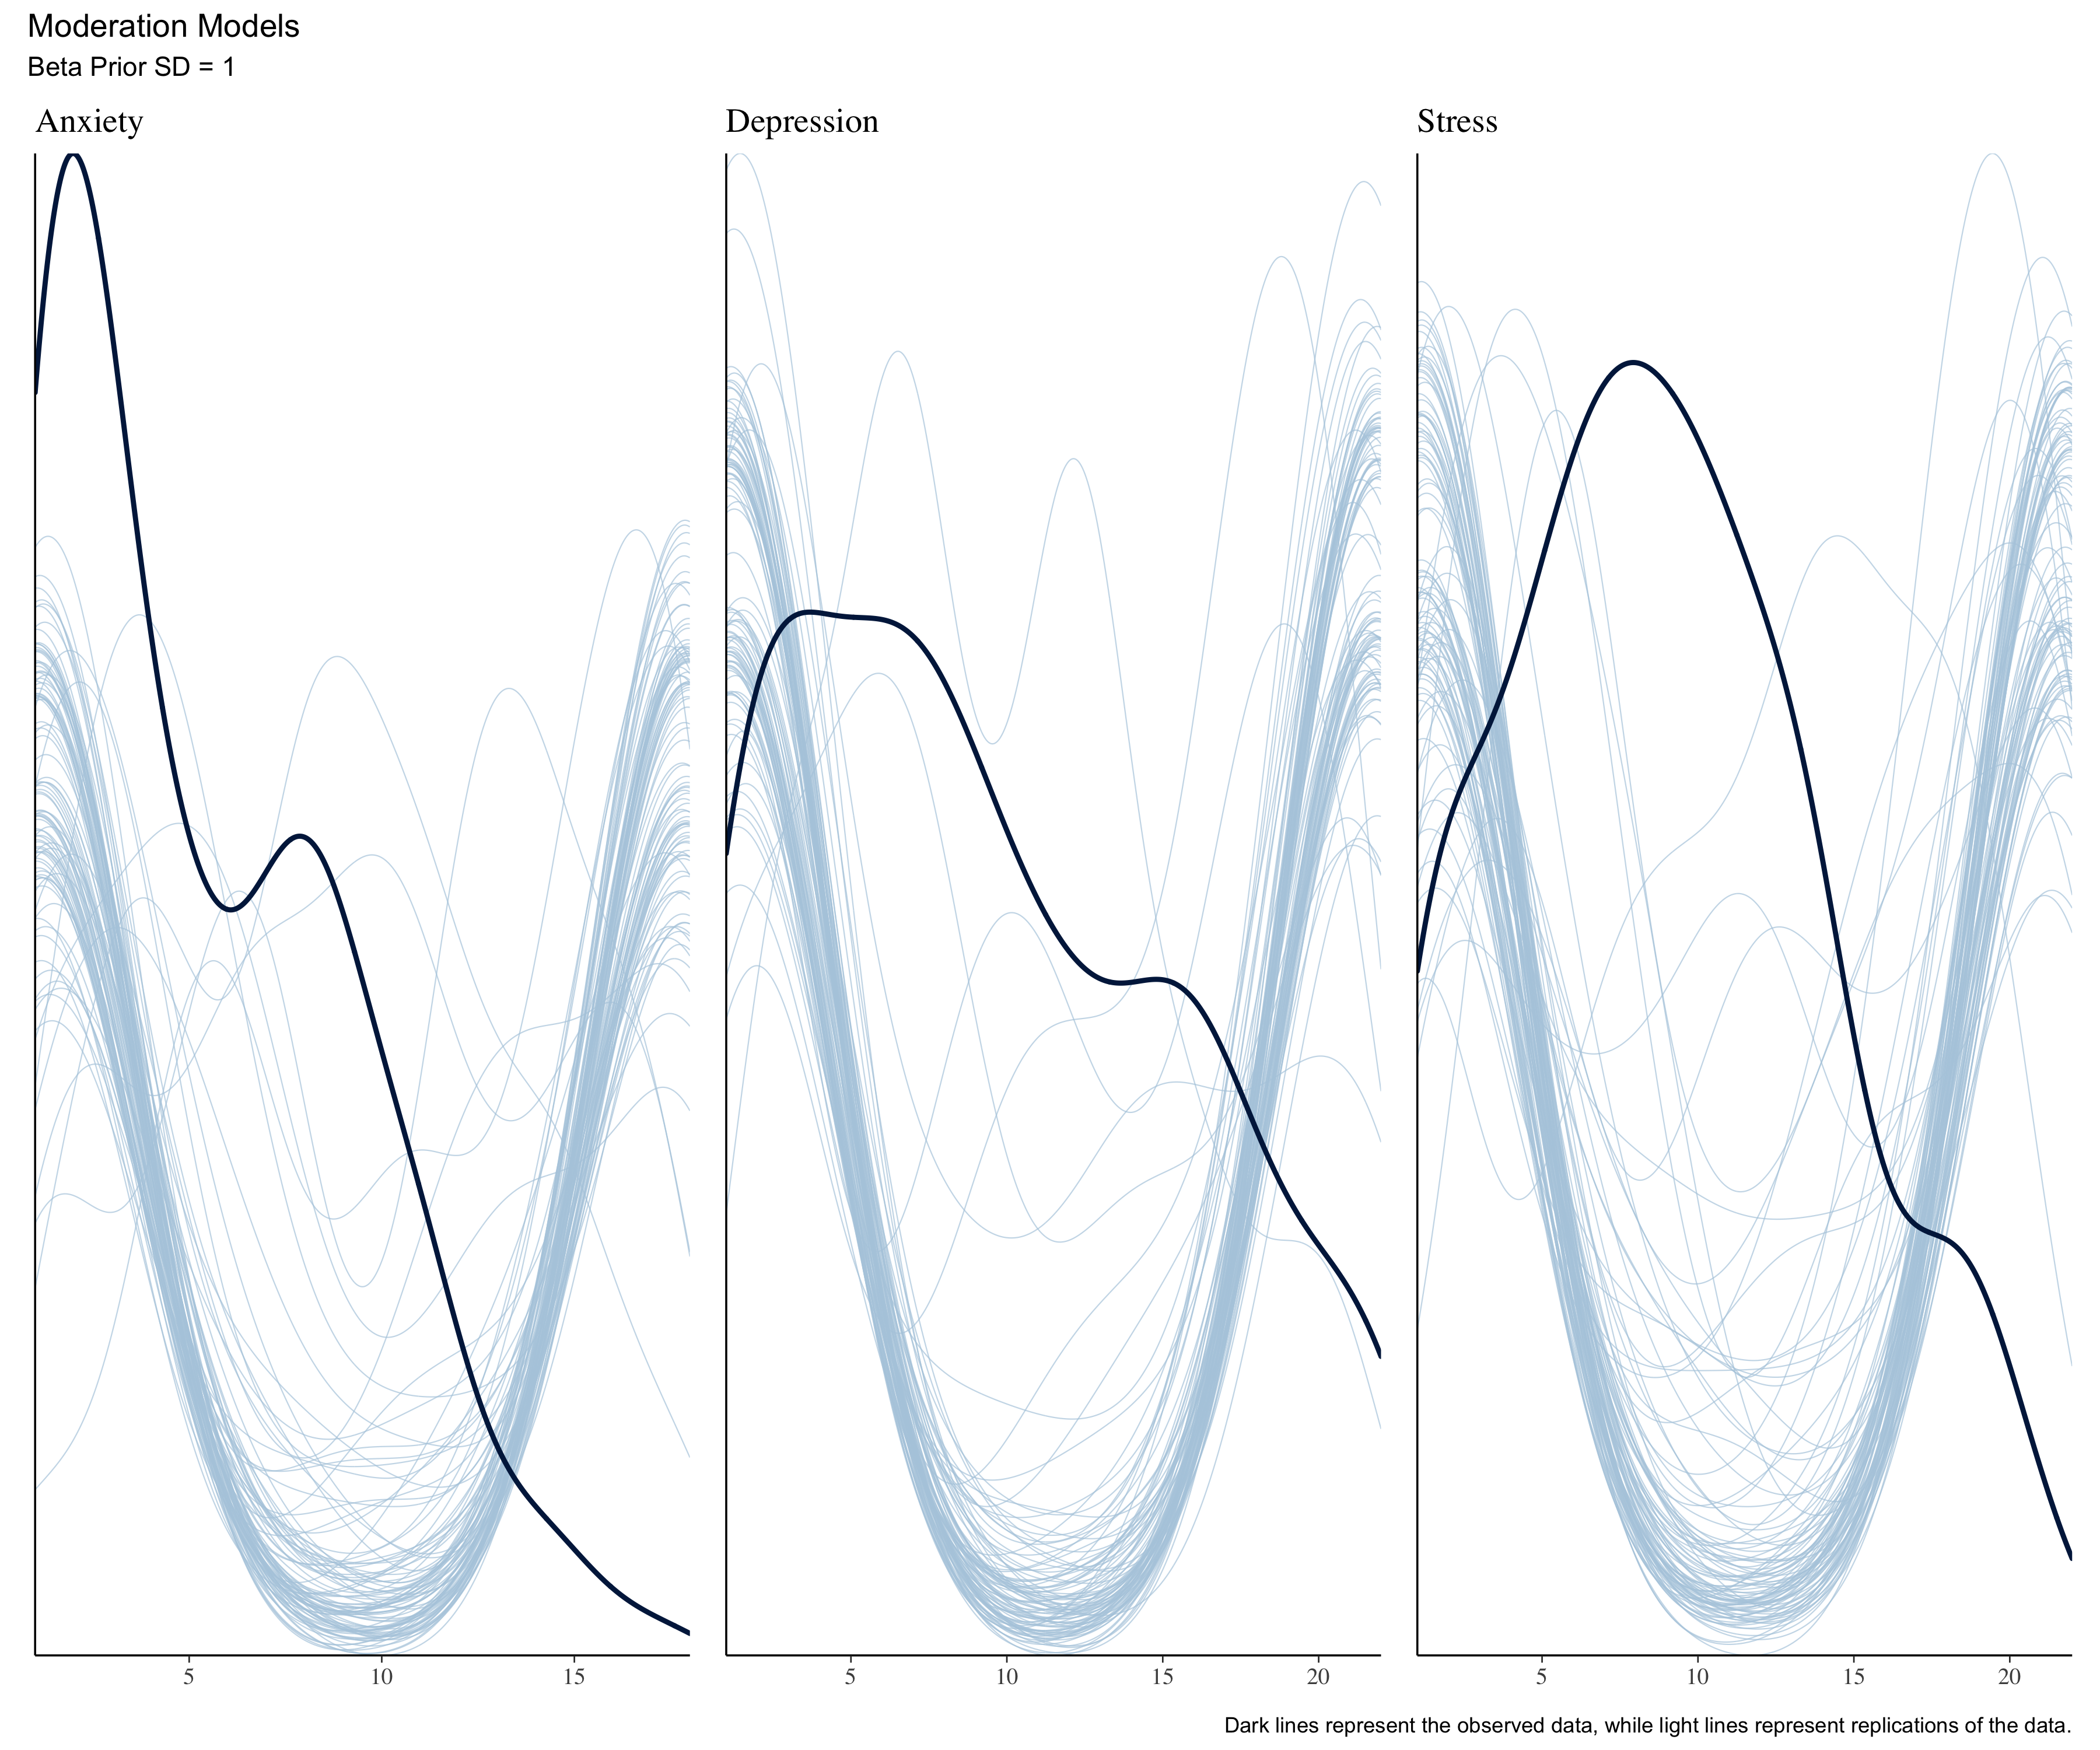 Moderation Models
Beta Prior SD = 1
Anxiety
Depression
Stress
5 10 15
5 10 15 20
5 10 15 20
Dark lines represent the observed data, while light lines represent replications of the data.